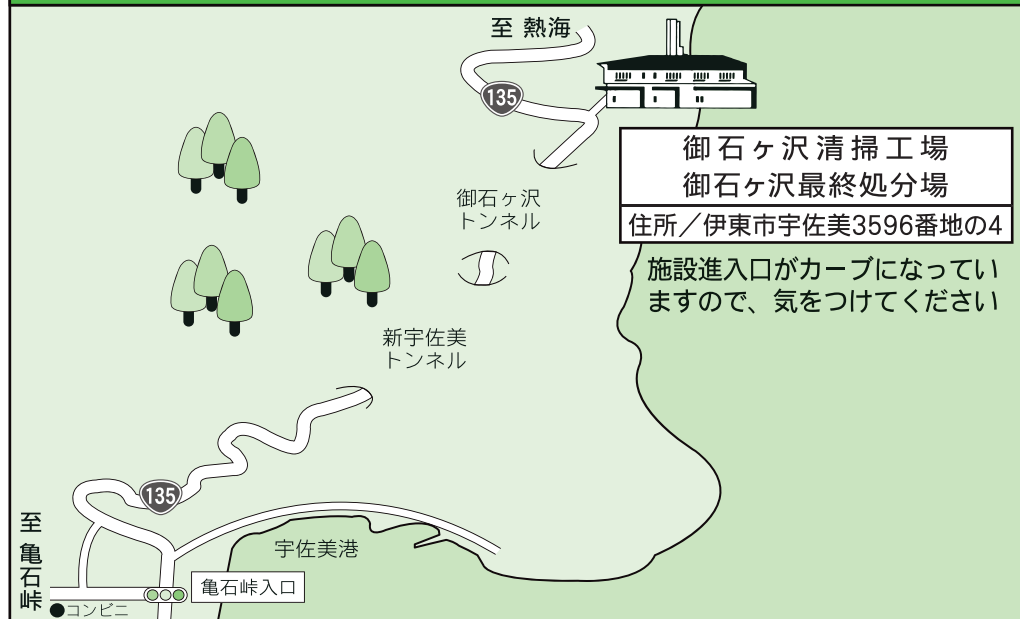 至 熱海
135
御石ヶ沢清掃工場
御石ヶ沢最終処分場
住所／伊東市宇佐美3596番地の4
施設進入口がカーブになってい
ますので、気をつけてください
御石ヶ沢
トンネル
新宇佐美
トンネル
135
至 亀石峠
宇佐美港
亀石峠入口
●コンビニ